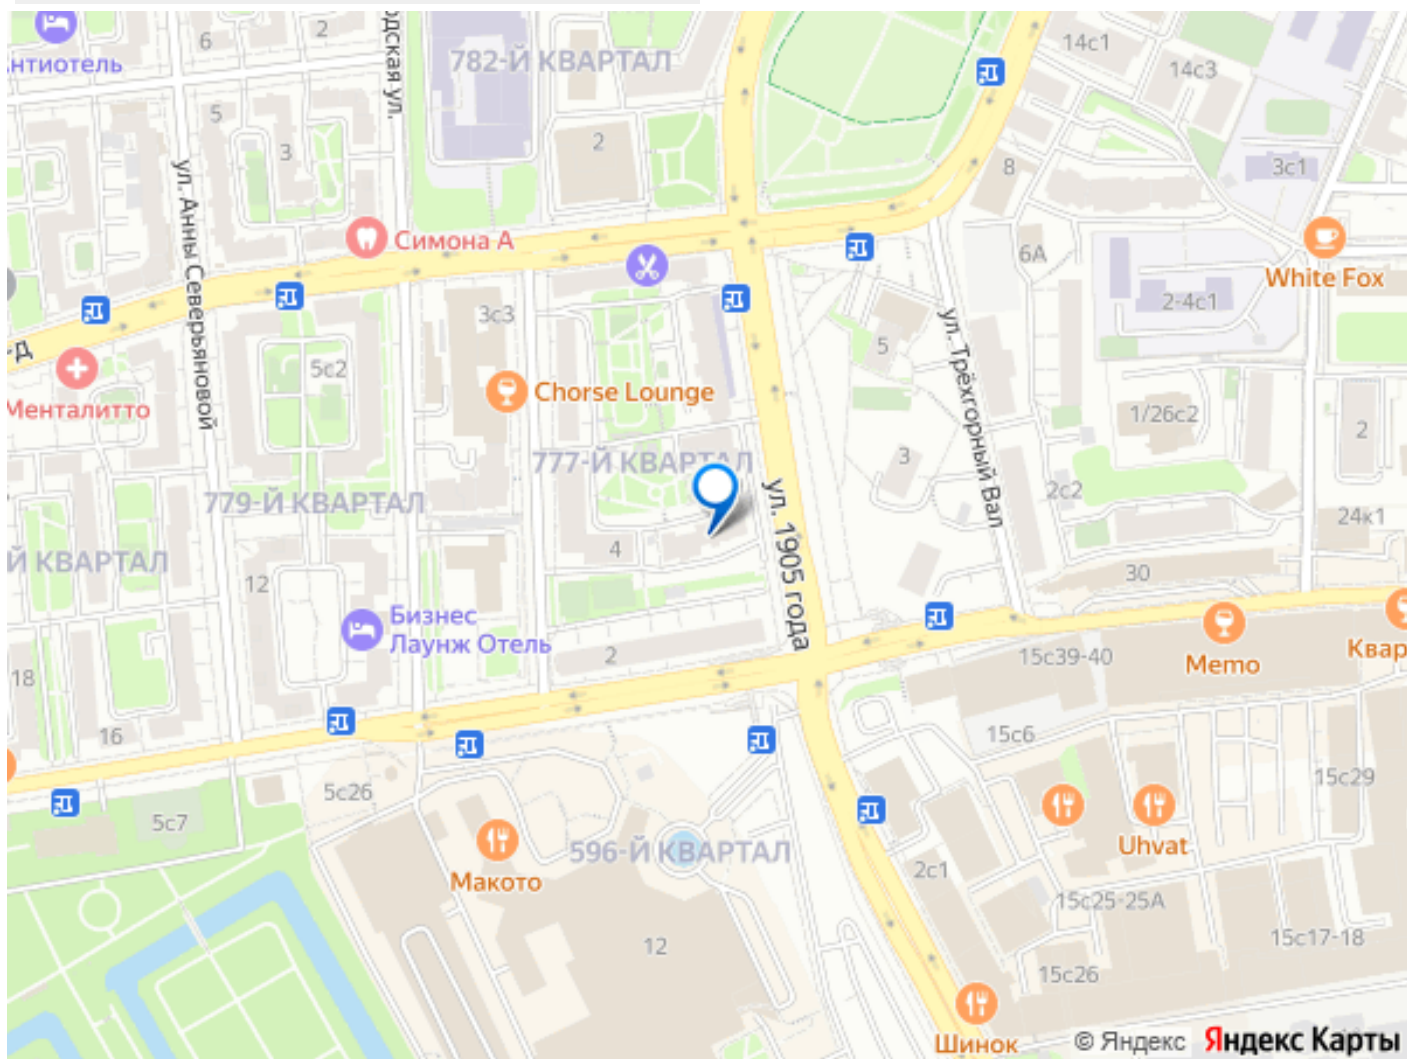 6
2
нтиотель
782-Й КВАРТАЛ
одская ул.
14с1
14с3
5
3
2
ул. Анны Северьяновой
8
3с1
Симона А
6А
White Fox
2-4с1
3с3
-д
5с2
5
ул. Трёхгорный Вал
Менталитто
Chorse Lounge
1/26с2
2
777-Й КВАРТАЛ
3
779-Й КВАРТАЛ
ул. 1905 года
2с2
24к1
Й КВАРТАЛ
12
4
30
Бизнес
Лаунж Отель
2
15с39-40
Memo
Квар
18
16
15с6
5с26
15с29
5с7
Макото
596-Й КВАРТАЛ
Uhvat
2с1
15с25-25А
12
15с17-18
15с26
Шинок
© Яндекс Яндекс Карты